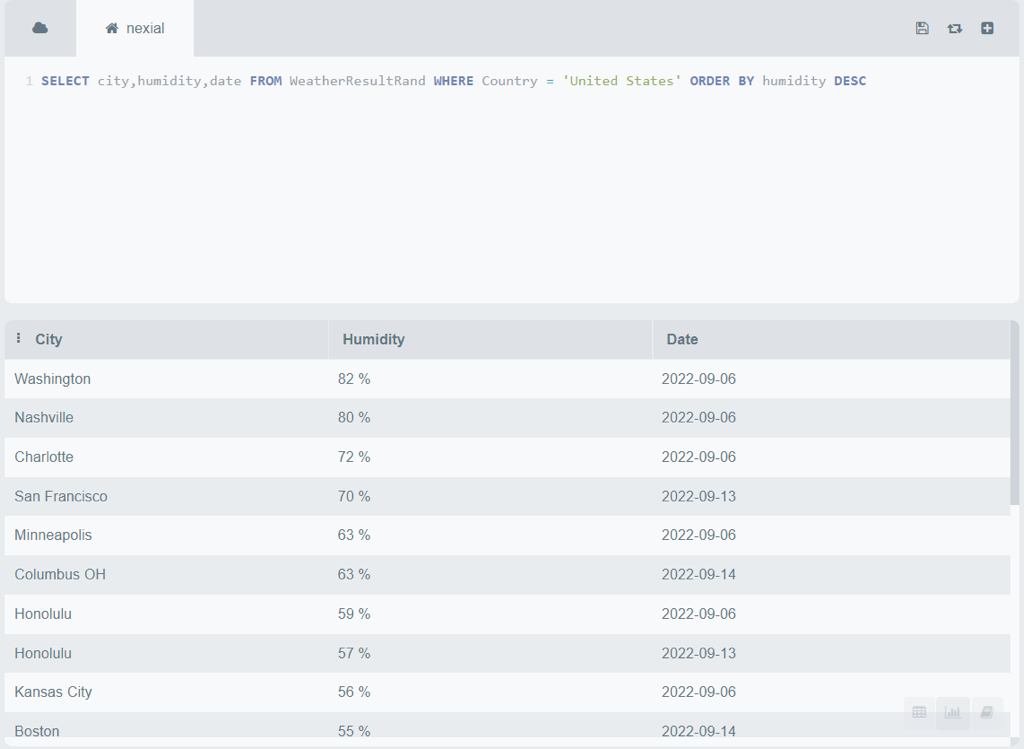 nexial
1 SELECT city,humidity,date FROM WeatherResultRand WHERE Country = 'United States' ORDER BY humidity DESC
City Humidity Date
Washington 82 % 2022-09-06
Nashville 80 % 2022-09-06
Charlotte 72 % 2022-09-06
San Francisco 70 % 2022-09-13
Minneapolis 63 % 2022-09-06
Columbus OH 63 % 2022-09-14
Honolulu 59 % 2022-09-06
Honolulu 57 % 2022-09-13
Kansas City 56 % 2022-09-06
Boston 55 % 2022-09-14